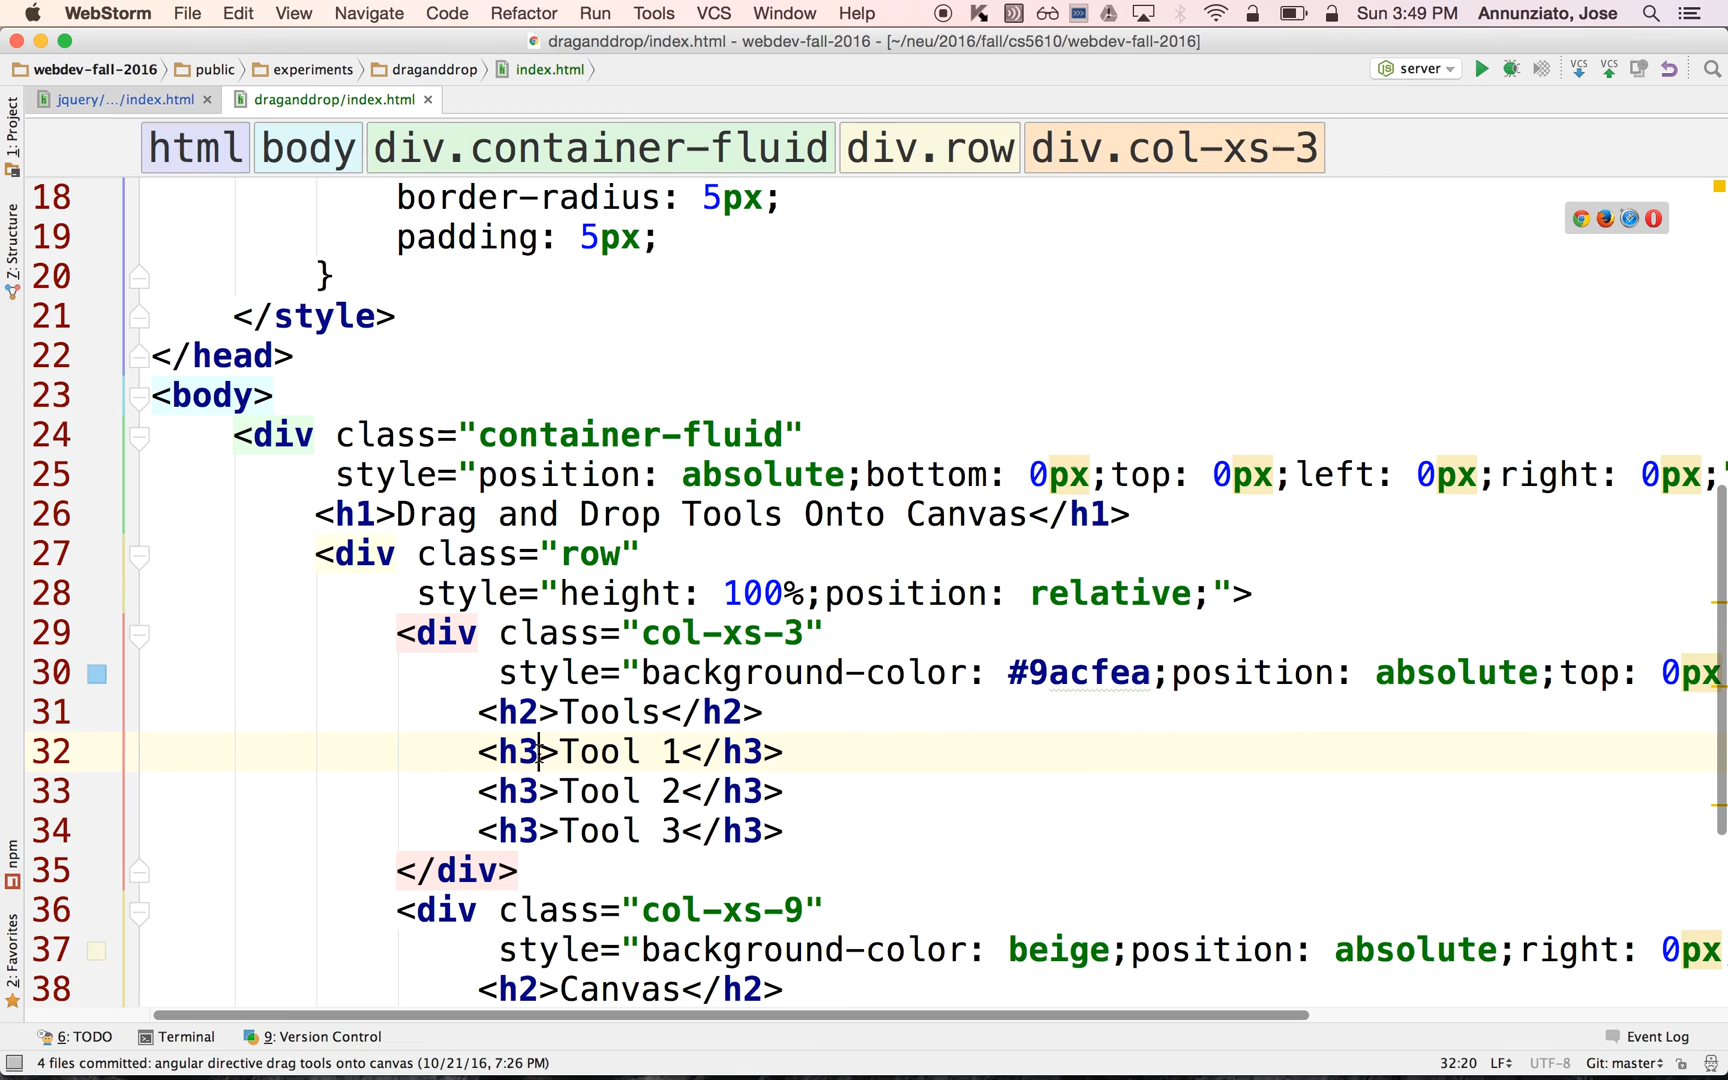 WebStorm File Edit View Navigate Code Refactor Run Tools VCS Window Help Sun 3:49 PM Annunziato, Jose
draganddrop/index.html - webdev-fall-2016 - [~/neu/2016/fall/cs5610/webdev-fall-2016]
webdev-fall-2016 public experiments draganddrop index.html server VCS VCS
jquery/.../index.html draganddrop/index.html
html body div.container-fluid div.row div.col-xs-3
1: Project
Z: Structure
npm
2: Favorites
18 border-radius: 5px;
19 padding: 5px;
20 }
21 </style>
22 </head>
23 <body>
24 <div class="container-fluid"
25 style="position: absolute;bottom: 0px;top: 0px;left: 0px;right: 0px;"
26 <h1>Drag and Drop Tools Onto Canvas</h1>
27 <div class="row"
28 style="height: 100%;position: relative;">
29 <div class="col-xs-3"
30 style="background-color: #9acfea;position: absolute;top: 0px
31 <h2>Tools</h2>
32 <h3>Tool 1</h3>
33 <h3>Tool 2</h3>
34 <h3>Tool 3</h3>
35 </div>
36 <div class="col-xs-9"
37 style="background-color: beige;position: absolute;right: 0px
38 <h2>Canvas</h2>
6: TODO Terminal 9: Version Control Event Log
4 files committed: angular directive drag tools onto canvas (10/21/16, 7:26 PM) 32:20 LF UTF-8 Git: master